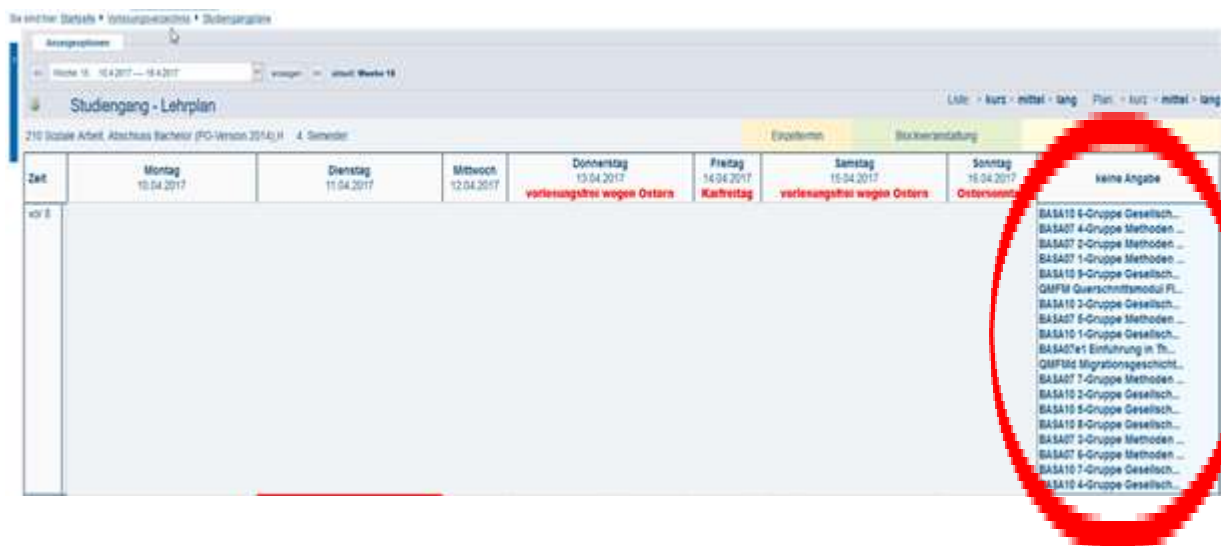 Sie sind hier: Startseite Vorlesungsverzeichnis Studiengangpläne
Anzeigeoptionen
Woche 15: 10.4.2017 — 16.4.2017 anzeigen Woche 15
Studiengang - Lehrplan
Liste: kurz mittel lang Plan: kurz mittel lang
210 Soziale Arbeit, Abschluss Bachelor (PO-Version 2014), 4. Semester
Einzeltermin Blockveranstaltung
Zeit Montag Dienstag Mittwoch Donnerstag Freitag Samstag Sonntag keine Angabe
10.04.2017 11.04.2017 12.04.2017 13.04.2017 14.04.2017 15.04.2017 16.04.2017
vorlesungsfrei wegen Ostern Karfreitag vorlesungsfrei wegen Ostern Ostersonnta
vor 8
BASA10 6-Gruppe Gesellsch...
BASA07 4-Gruppe Methoden ...
BASA07 2-Gruppe Methoden ...
BASA07 1-Gruppe Methoden ...
BASA10 9-Gruppe Gesellsch...
QMFM Querschnittsmodul Fl...
BASA10 3-Gruppe Gesellsch...
BASA07 5-Gruppe Methoden ...
BASA10 1-Gruppe Gesellsch...
BASA07e1 Einführung in Th...
QMFMd Migrationsgeschicht...
BASA07 7-Gruppe Methoden ...
BASA10 2-Gruppe Gesellsch...
BASA10 5-Gruppe Gesellsch...
BASA10 8-Gruppe Gesellsch...
BASA07 3-Gruppe Methoden ...
BASA07 6-Gruppe Methoden ...
BASA10 7-Gruppe Gesellsch...
BASA10 4-Gruppe Gesellsch...